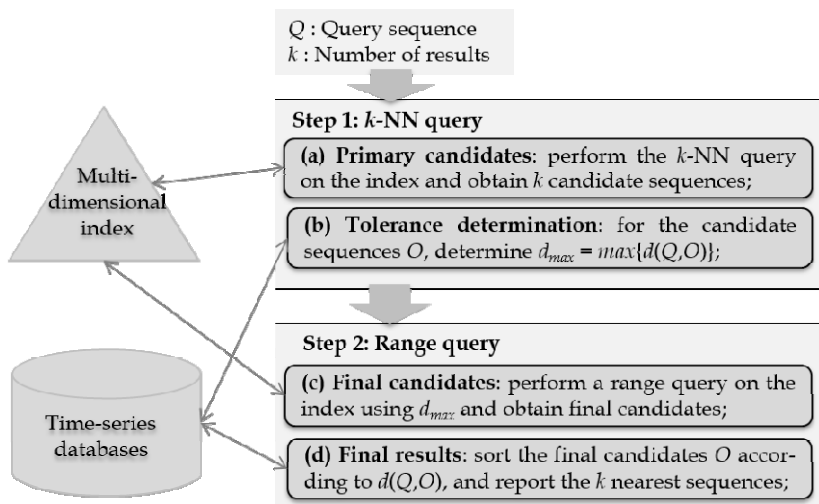 Q : Query sequence
k : Number of results
Step 1: k-NN query
(a) Primary candidates: perform the k-NN query
on the index and obtain k candidate sequences;
Multi-
dimensional
index
(b) Tolerance determination: for the candidate
sequences O, determine dmax = max{d(Q,O)};
Step 2: Range query
(c) Final candidates: perform a range query on the
index using dmax and obtain final candidates;
Time-series
databases
(d) Final results: sort the final candidates O accor-
ding to d(Q,O), and report the k nearest sequences;